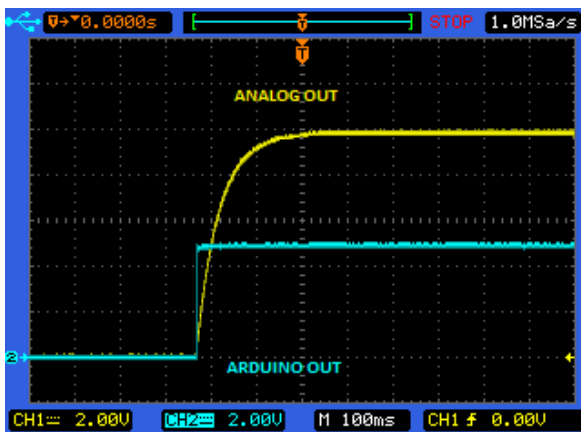 0.0000s
T
STOP
1.0MSa/s
T
ANALOG OUT
2
ARDUINO OUT
CH1 2.00V
CH2 2.00V
M 100ms
CH1 0.00V